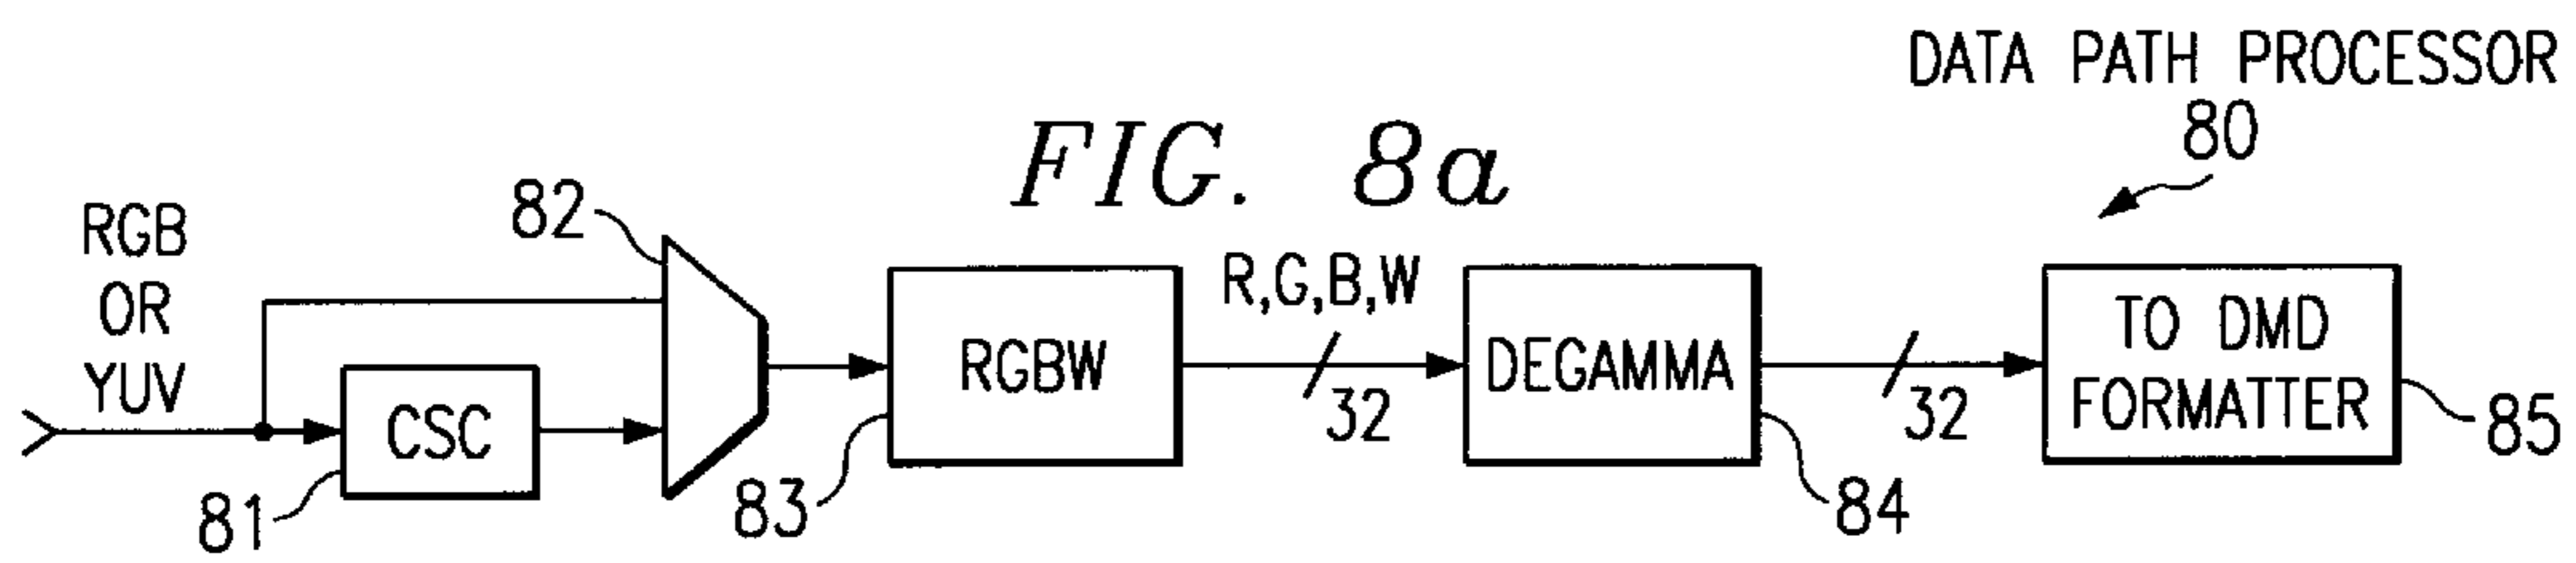 DATA PATH PROCESSOR
80
FIG. 8a
RGB
OR
YUV
82
R,G,B,W
CSC
RGBW
32
DEGAMMA
32
TO DMD
FORMATTER
81
83
84
85